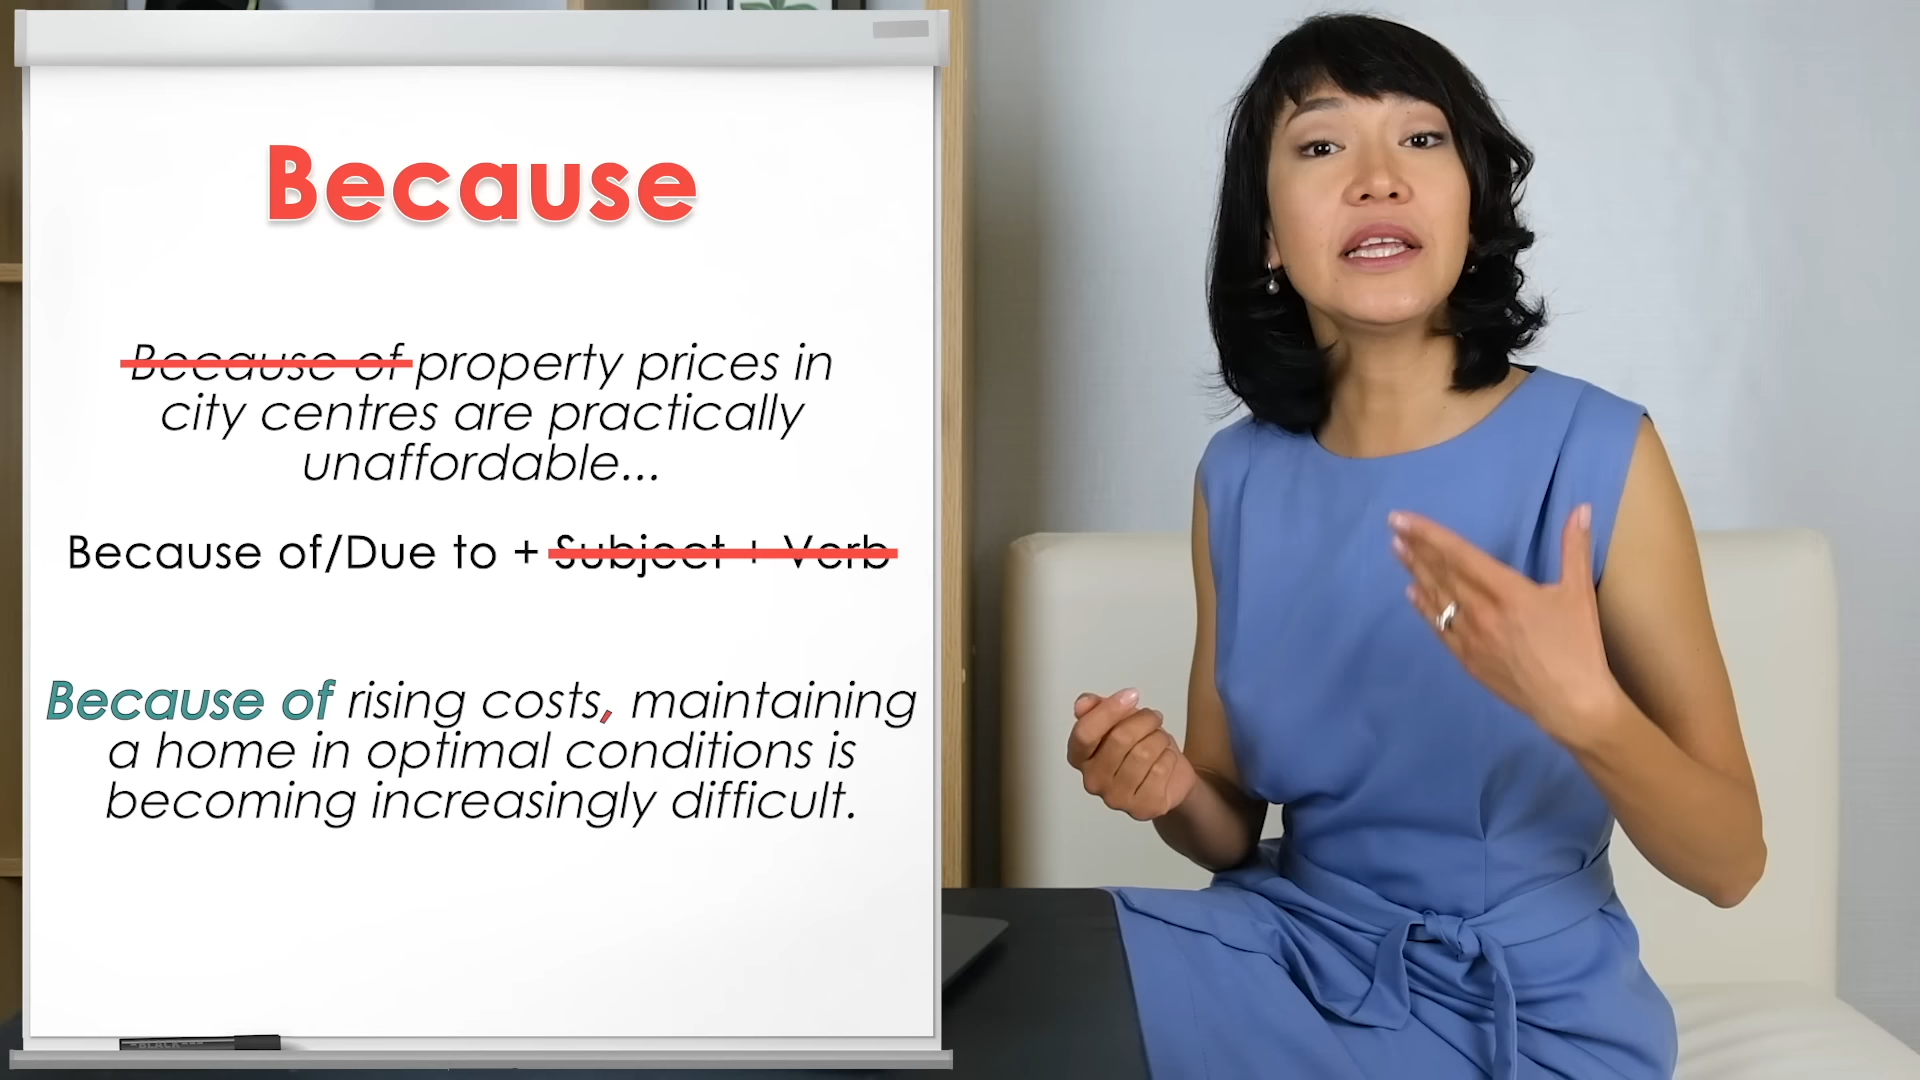 Because
Because of property prices in
city centres are practically
unaffordable...
Because of/Due to + Subject + Verb
Because of rising costs, maintaining
a home in optimal conditions is
becoming increasingly difficult.
BLACK